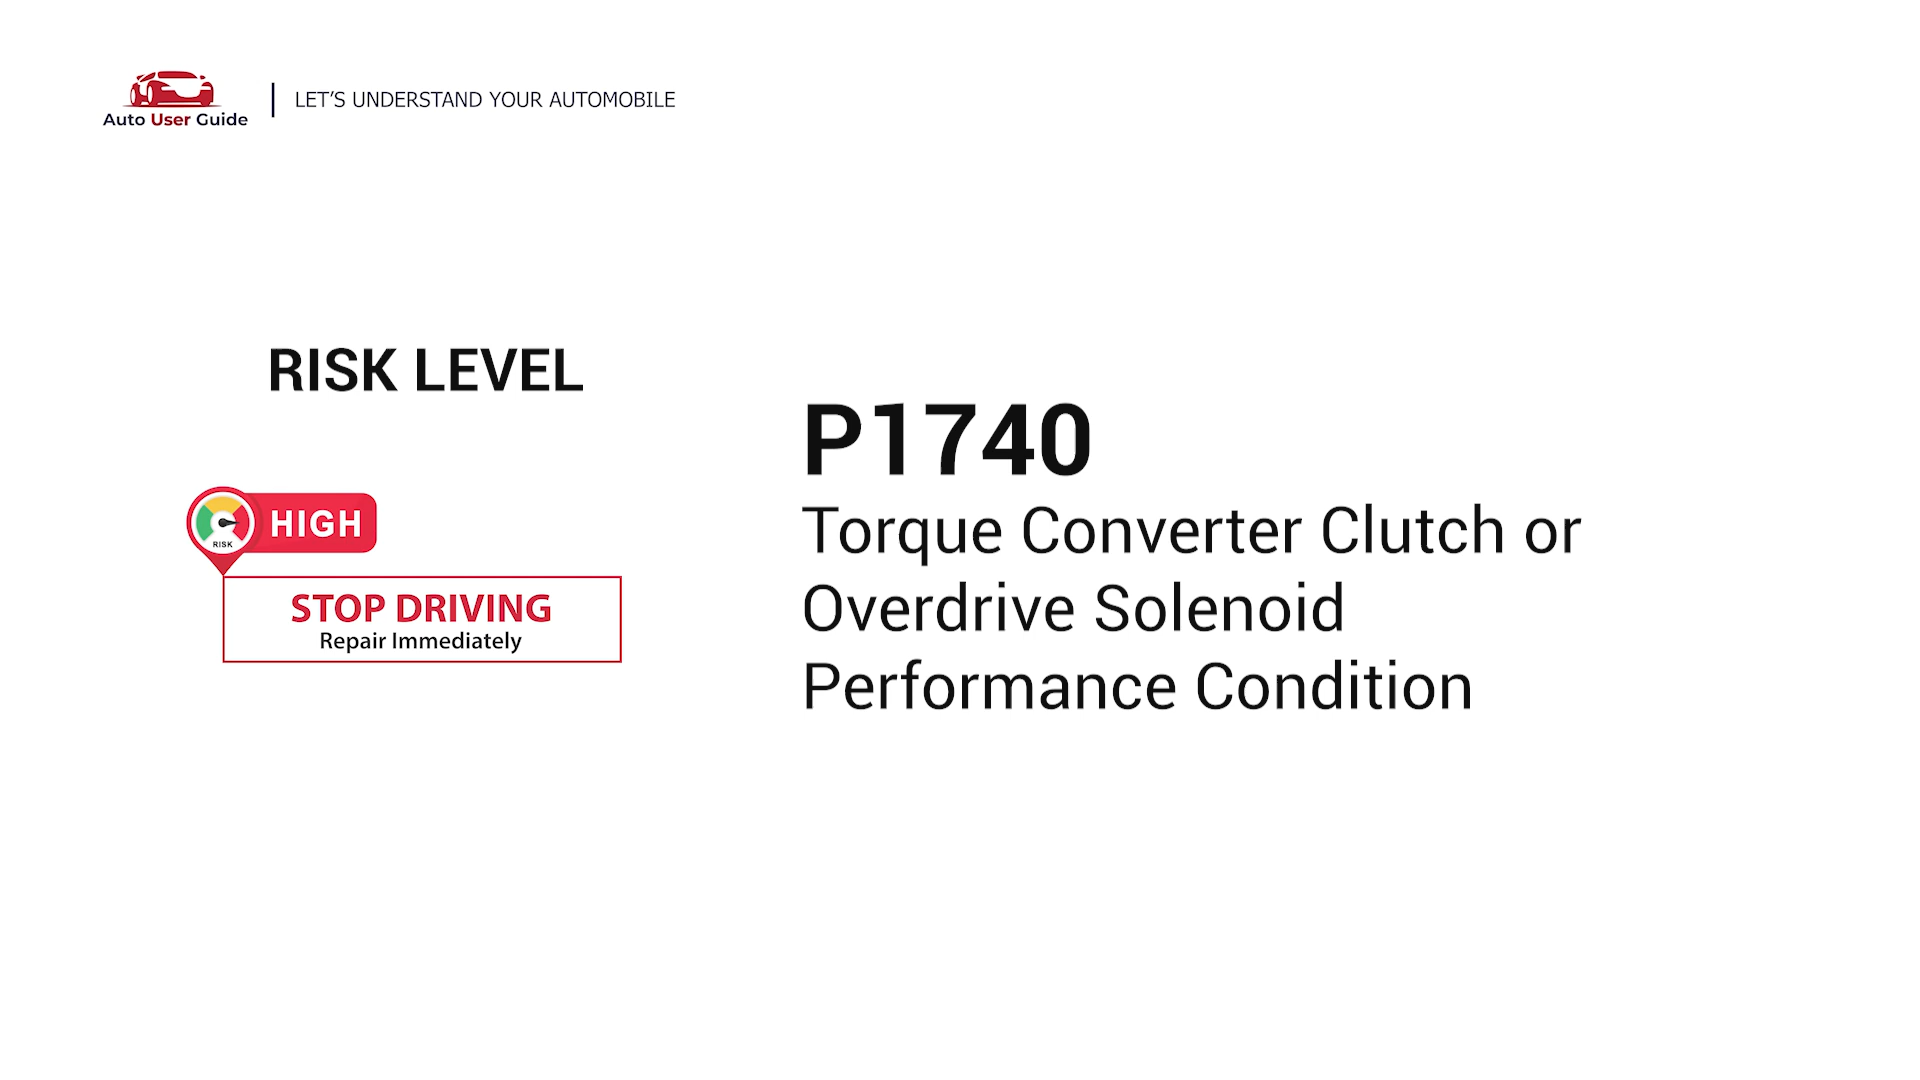 Auto User Guide
LET'S UNDERSTAND YOUR AUTOMOBILE
RISK LEVEL
RISK
HIGH
STOP DRIVING
Repair Immediately
P1740
Torque Converter Clutch or
Overdrive Solenoid
Performance Condition